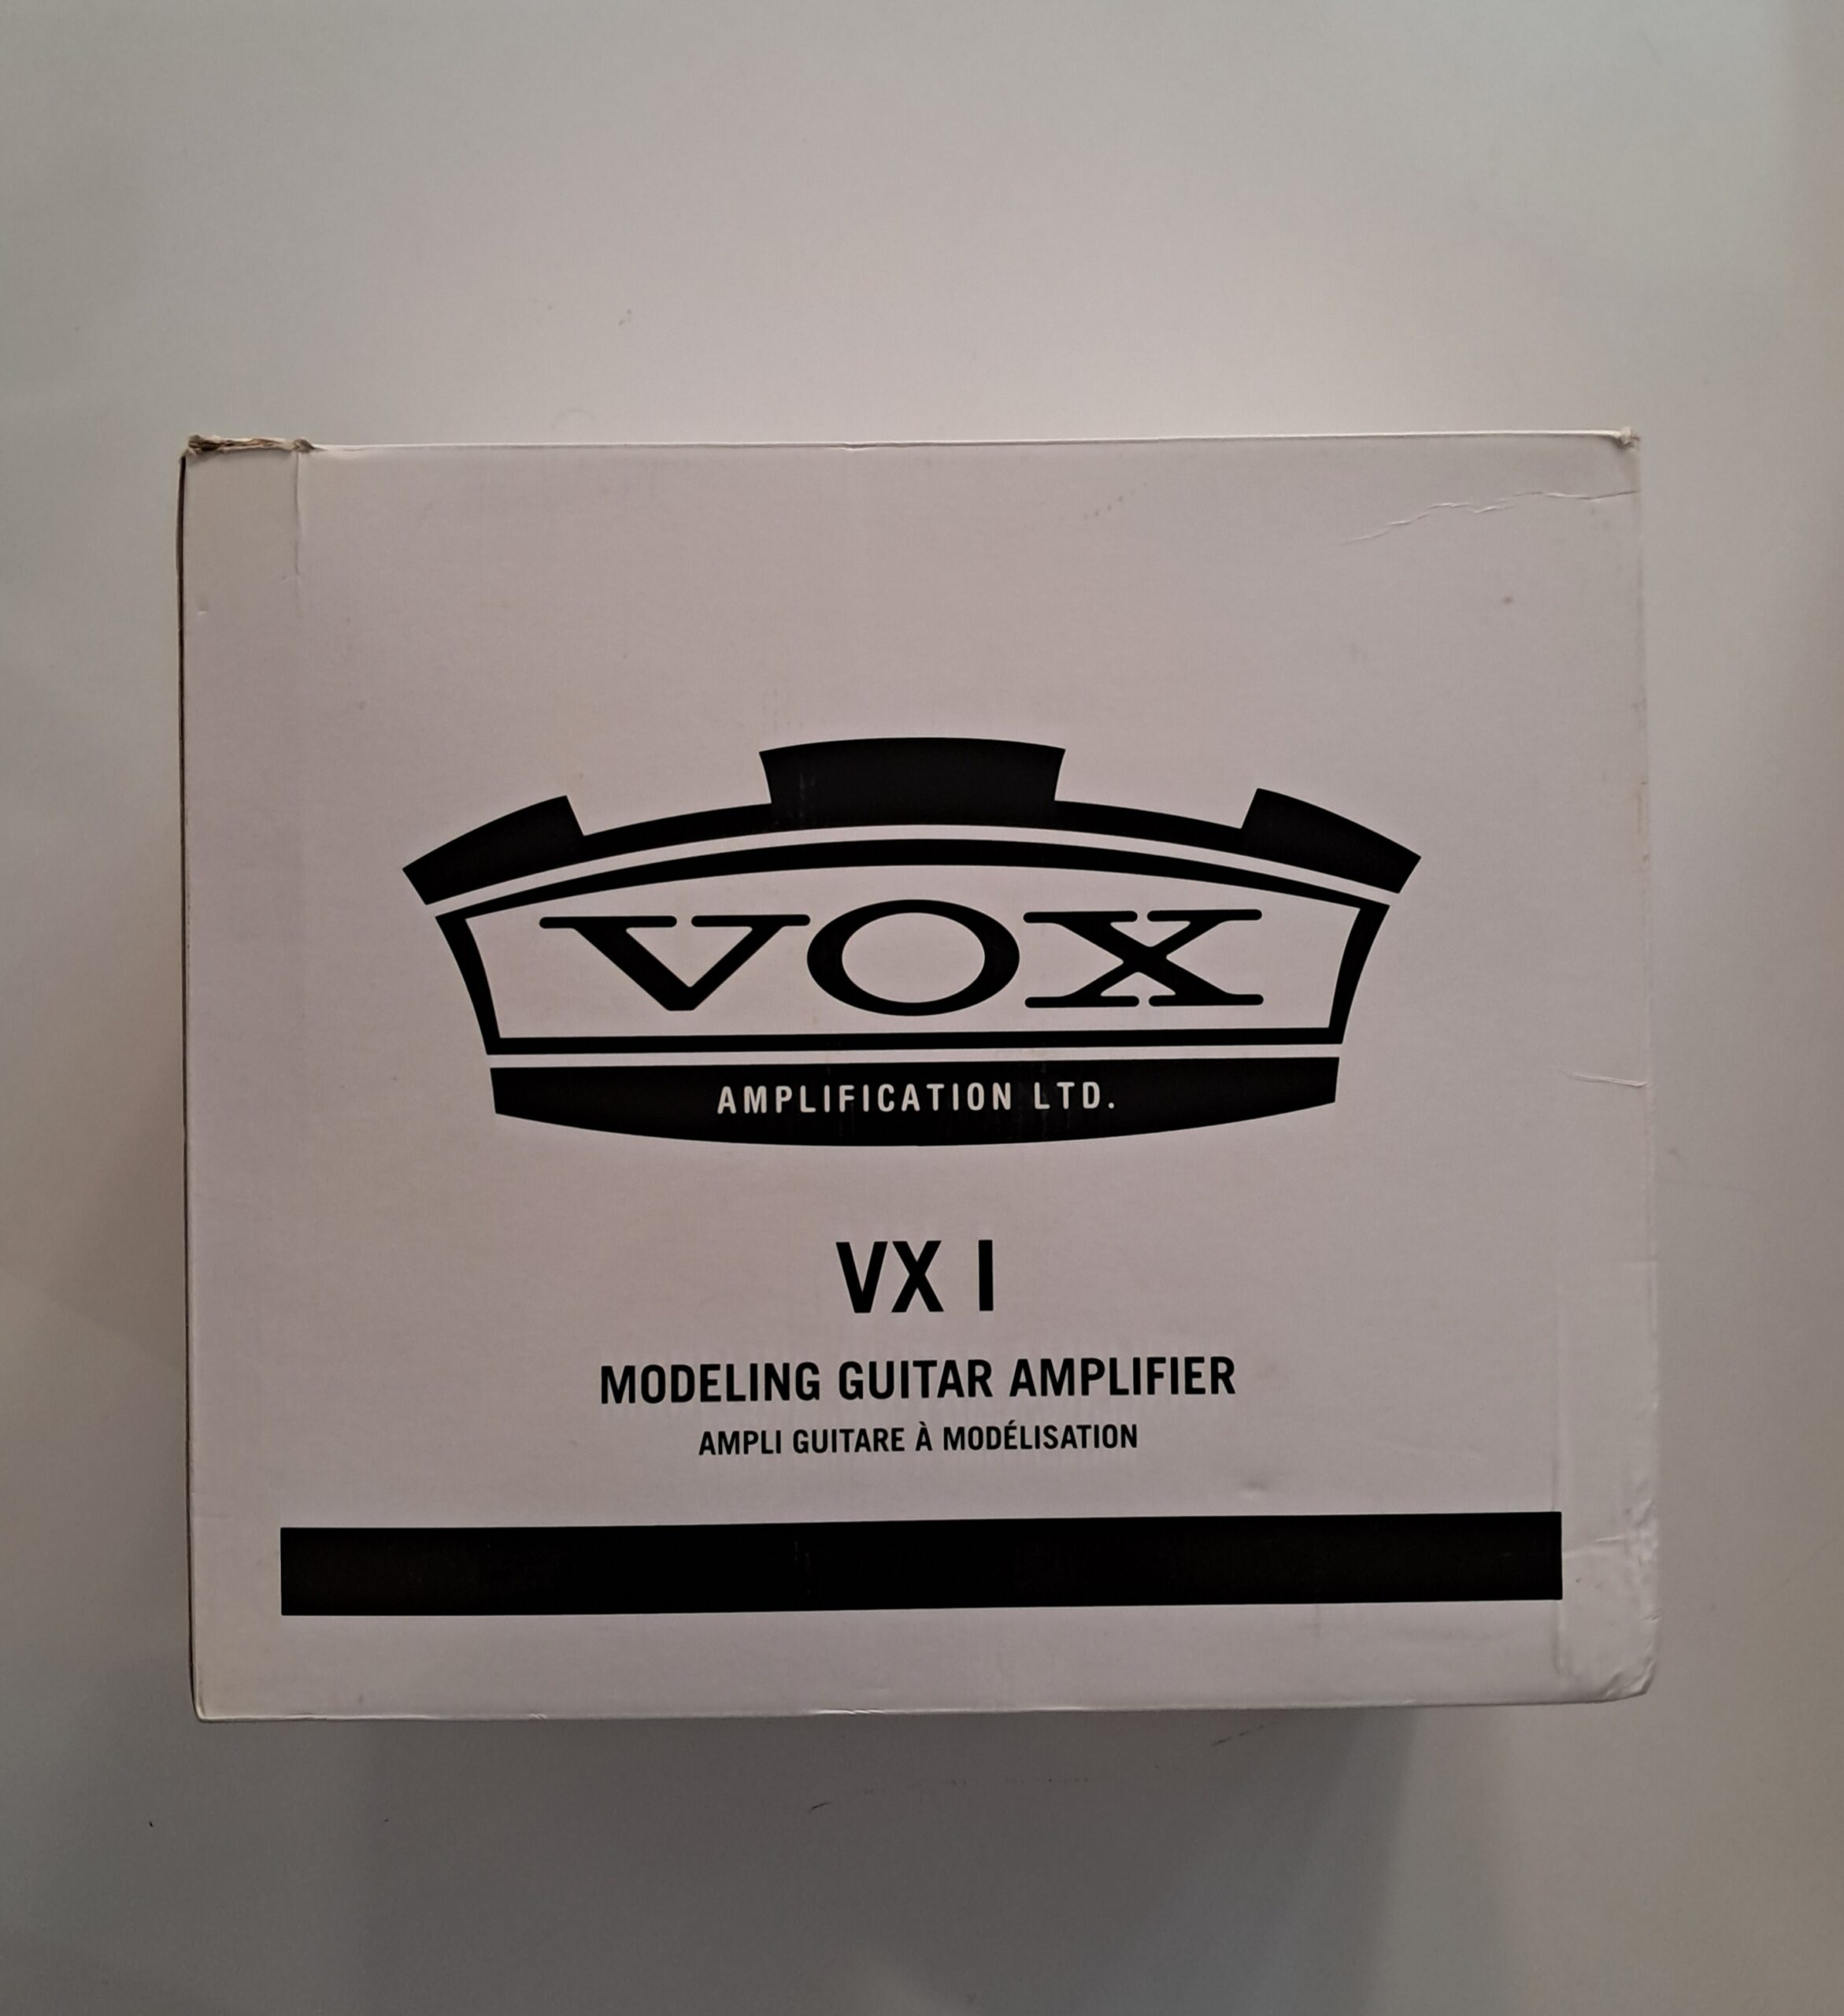 VOX
AMPLIFICATION LTD.
VX I
MODELING GUITAR AMPLIFIER
AMPLI GUITARE À MODÉLISATION